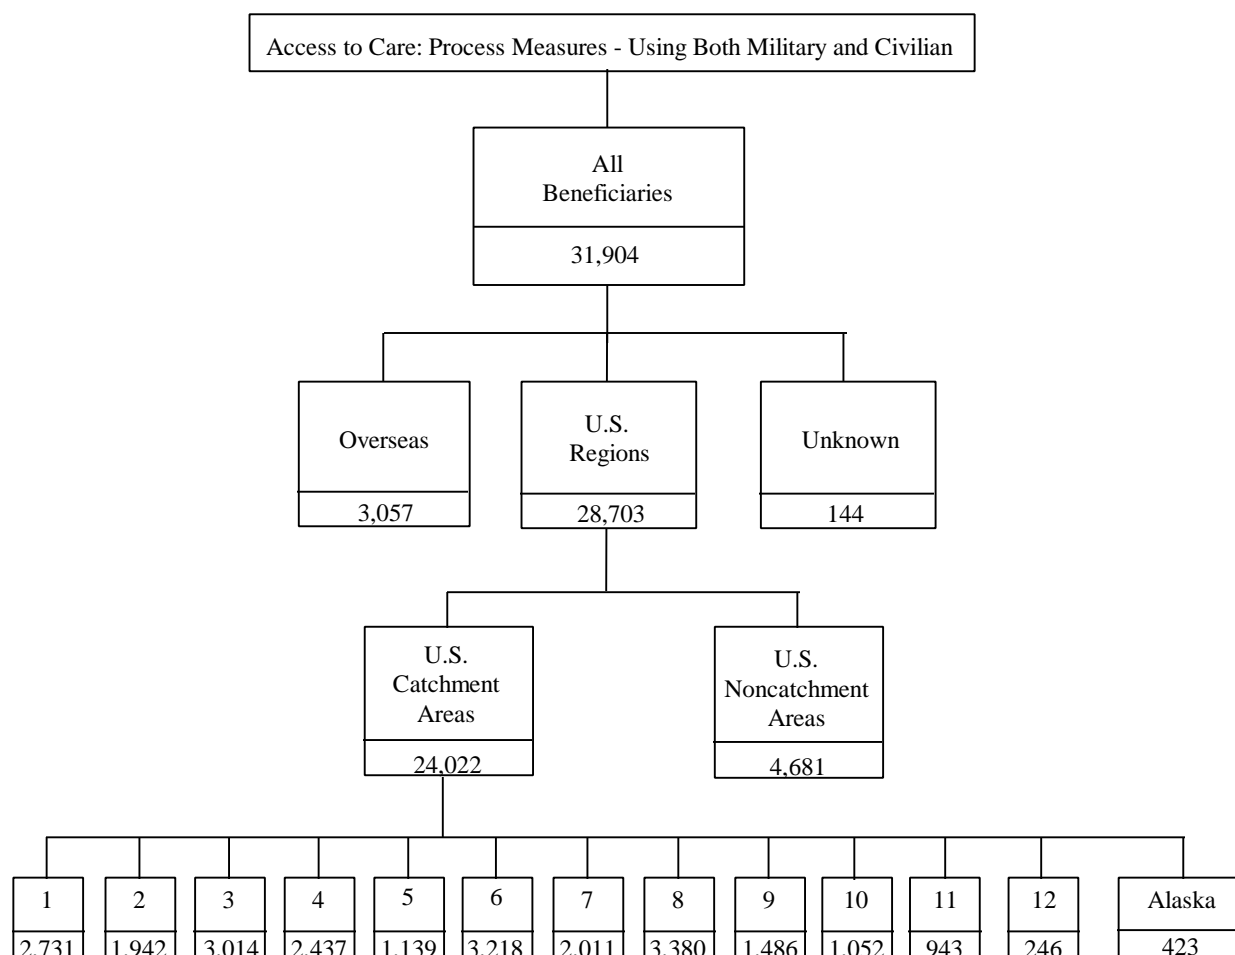 Access to Care: Process Measures - Using Both Military and Civilian
All
Beneficiaries
31,904
Overseas
3,057
U.S.
Regions
28,703
Unknown
144
U.S.
Catchment
Areas
24,022
U.S.
Noncatchment
Areas
4,681
1 2 3 4 5 6 7 8 9 10 11 12 Alaska
2,731 1,942 3,014 2,437 1,139 3,218 2,011 3,380 1,486 1,052 943 246 423